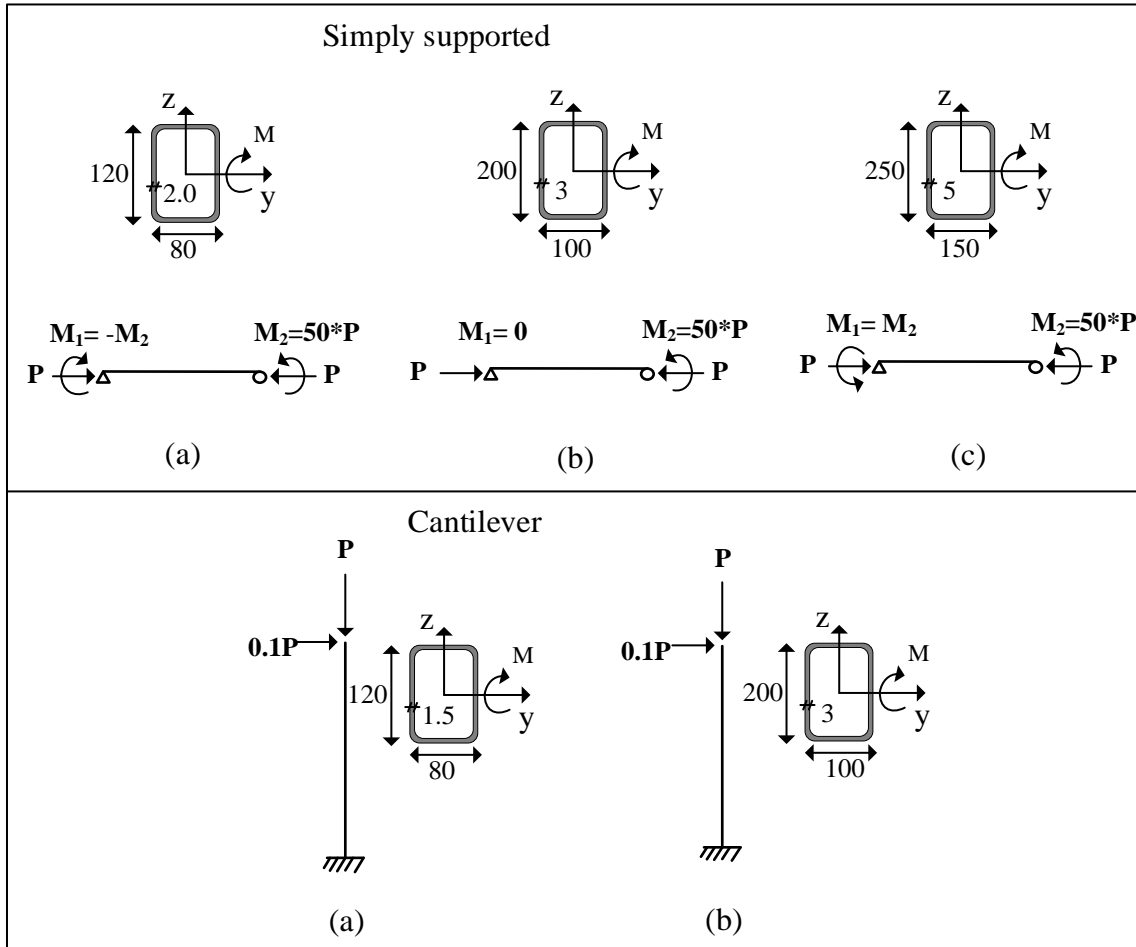 Simply supported
z
M
120
2.0
y
80
z
M
200
3
y
100
z
M
250
5
y
150
M₁= -M₂
M₂=50*P
P
P
(a)
M₁= 0
M₂=50*P
P
P
(b)
M₁= M₂
M₂=50*P
P
P
(c)
Cantilever
P
0.1P
z
M
120
1.5
y
80
(a)
P
0.1P
z
M
200
3
y
100
(b)